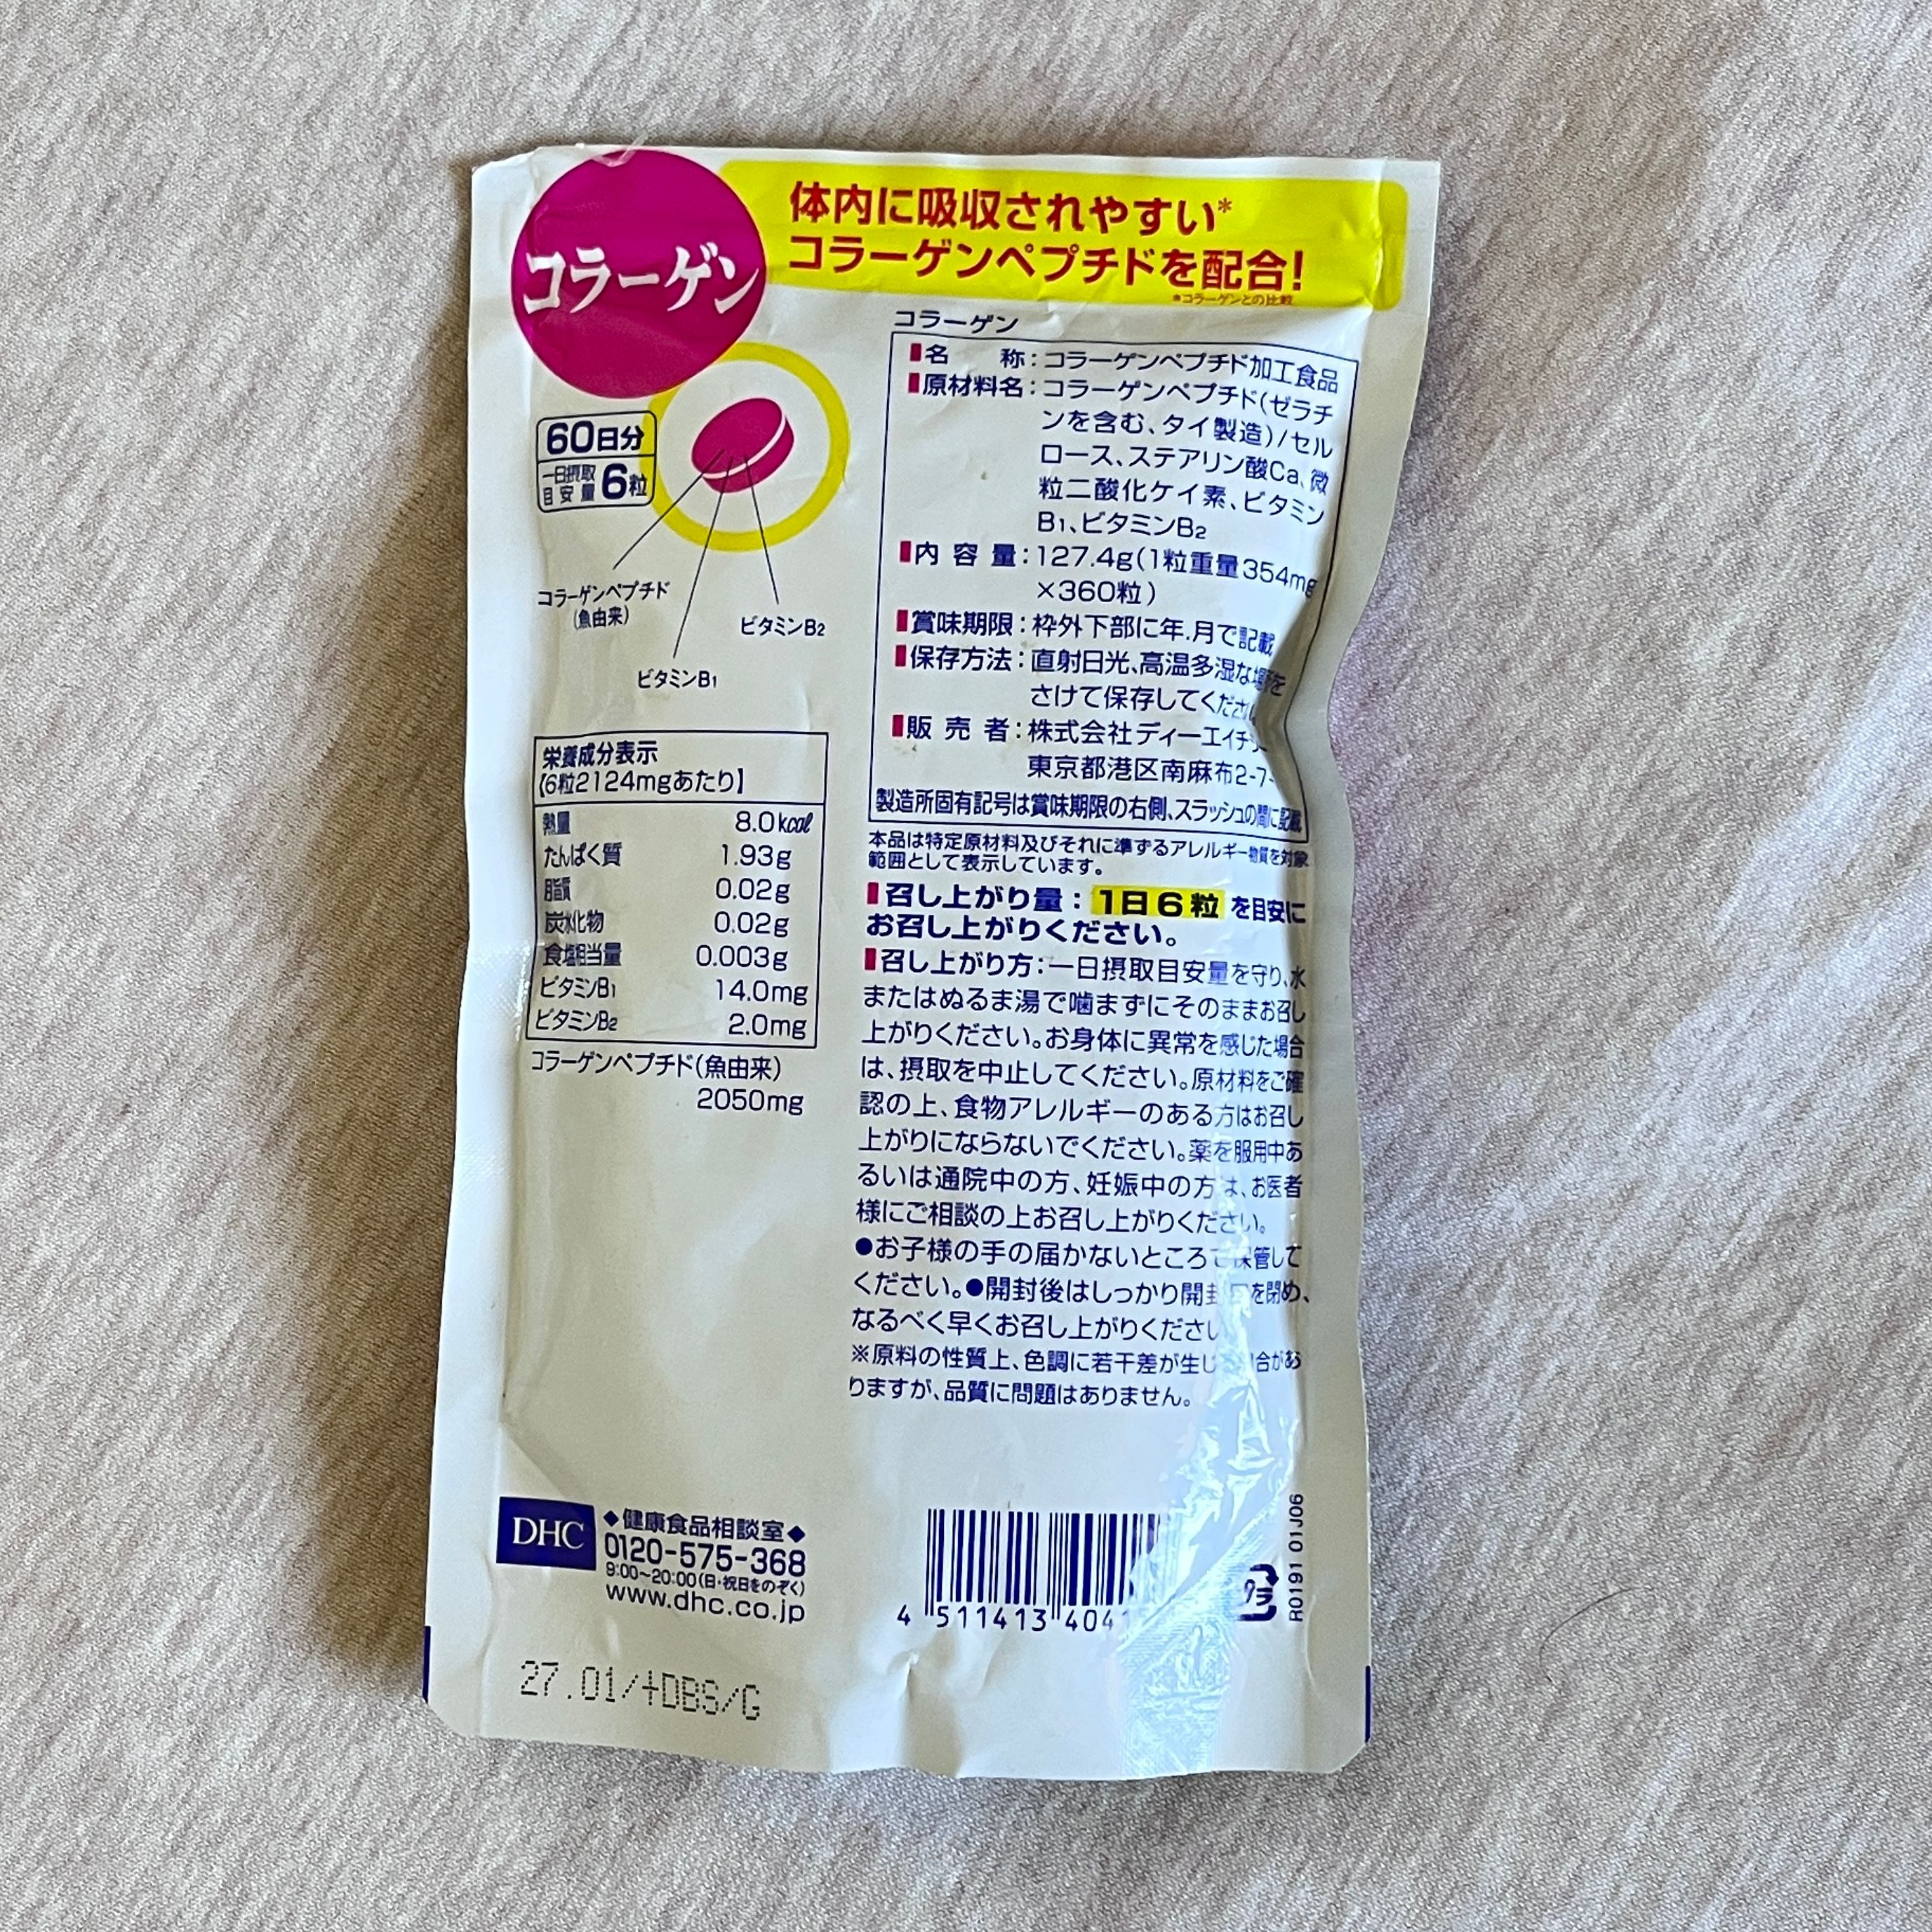 コラーゲン
体内に吸収されやすい*
コラーゲンペプチドを配合!
*コラーゲンとの比較
60日分
一日摂取
目安量 6粒
コラーゲンペプチド
(魚由来)
ビタミンB1
ビタミンB2
栄養成分表示
【6粒2124mgあたり】
熱量 8.0kcal
たんぱく質 1.93g
脂質 0.02g
炭水化物 0.02g
食塩相当量 0.003g
ビタミンB1 14.0mg
ビタミンB2 2.0mg
コラーゲンペプチド(魚由来)
2050mg
コラーゲン
名称:コラーゲンペプチド加工食品
原材料名:コラーゲンペプチド(ゼラチ
ンを含む、タイ製造)/セル
ロース、ステアリン酸Ca、微
粒二酸化ケイ素、ビタミン
B1、ビタミンB2
内容量:127.4g(1粒重量354mg
×360粒)
賞味期限:枠外下部に年.月で記載
保存方法:直射日光、高温多湿な場所を
さけて保存してください
販売者:株式会社ディーエイチシー
東京都港区南麻布2-7-
製造所固有記号は賞味期限の右側、スラッシュの間に記載
本品は特定原材料及びそれに準ずるアレルギー物質を対象
範囲として表示しています。
召し上がり量:1日6粒を目安に
お召し上がりください。
召し上がり方:一日摂取目安量を守り、水
またはぬるま湯で噛まずにそのままお召し
上がりください。お身体に異常を感じた場合
は、摂取を中止してください。原材料をご確
認の上、食物アレルギーのある方はお召し
上がりにならないでください。薬を服用中あ
るいは通院中の方、妊娠中の方は、お医者
様にご相談の上お召し上がりください。
●お子様の手の届かないところで保管して
ください。●開封後はしっかり開封口を閉め、
なるべく早くお召し上がりください
※原料の性質上、色調に若干差が生じる場合があ
りますが、品質に問題はありません。
DHC
◆健康食品相談室◆
0120-575-368
9:00~20:00(日・祝日をのぞく)
www.dhc.co.jp
4 511413 404
プラ
R0191 01J06
27.01/+DBS/G